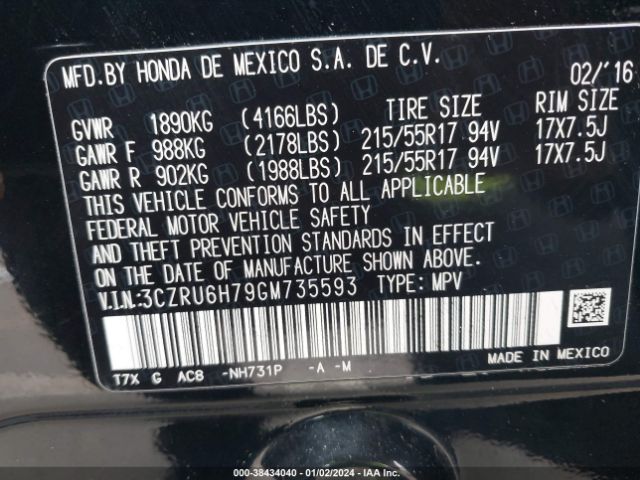 MFD. BY HONDA DE MEXICO S.A. DE C.V.
02/'16
GVWR 1890KG (4166LBS) TIRE SIZE RIM SIZE
GAWR F 988KG (2178LBS) 215/55R17 94V 17X7.5J
GAWR R 902KG (1988LBS) 215/55R17 94V 17X7.5J
THIS VEHICLE CONFORMS TO ALL APPLICABLE
FEDERAL MOTOR VEHICLE SAFETY
AND THEFT PREVENTION STANDARDS IN EFFECT
ON THE DATE OF MANUFACTURE SHOWN ABOVE.
V.I.N.:3CZRU6H79GM735593 TYPE: MPV
T7X G AC8 -NH731P -A -M
MADE IN MEXICO
000-38434040 - 01/02/2024 - IAA Inc.